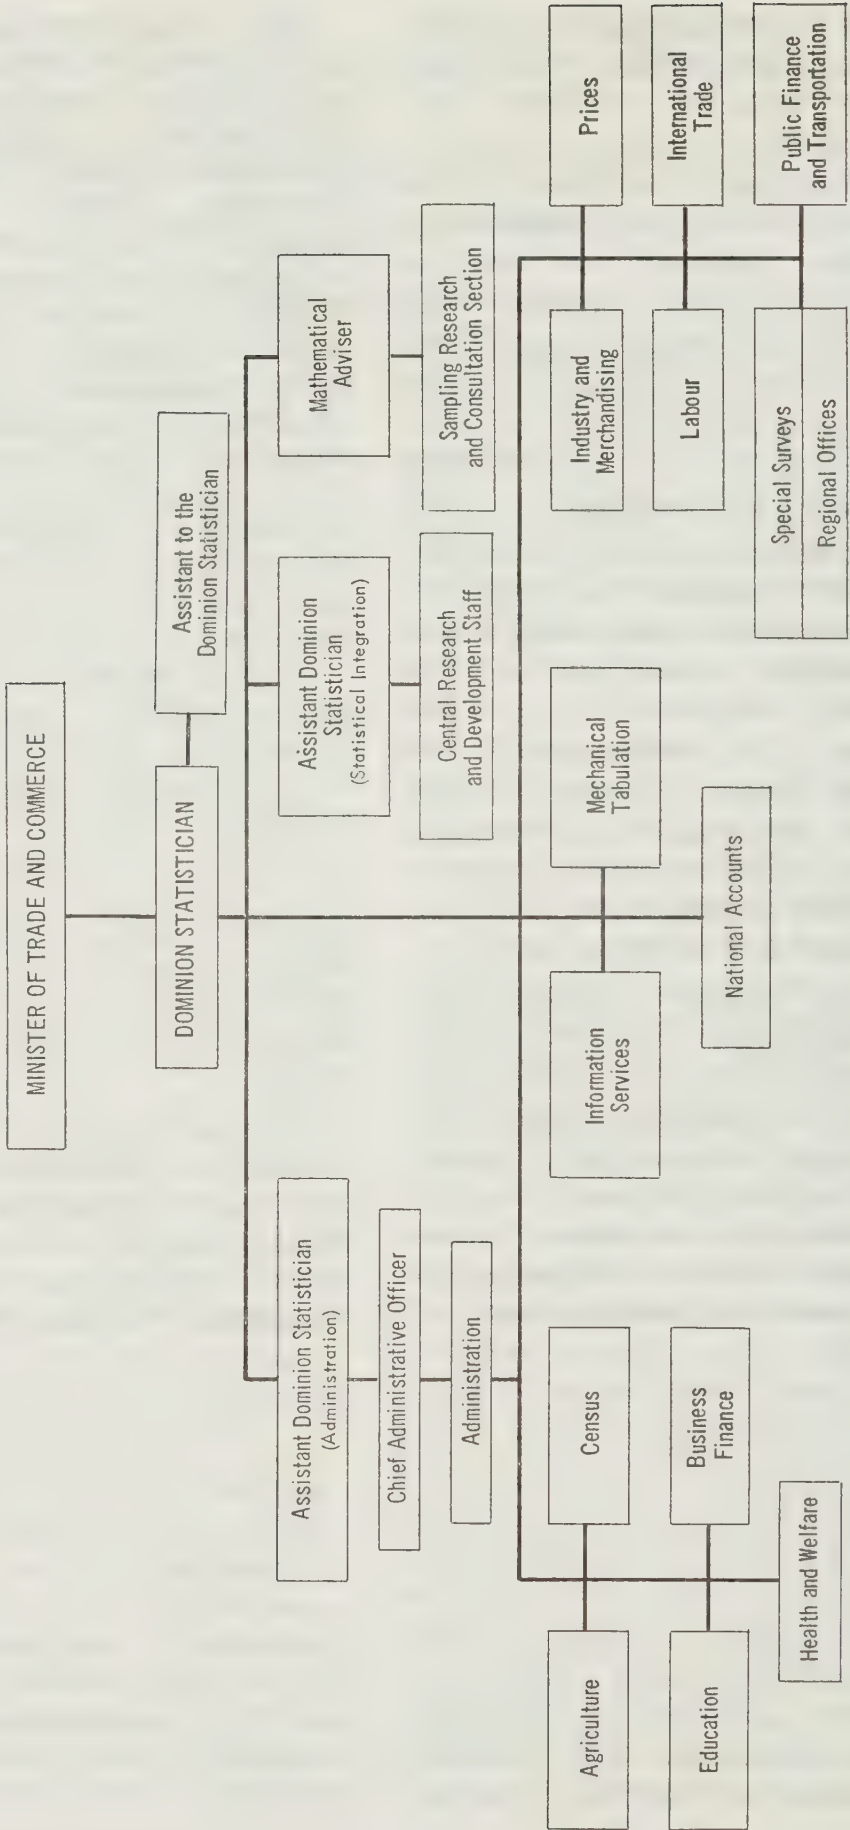 MINISTER OF TRADE AND COMMERCE
DOMINION STATISTICIAN
Assistant to the
Dominion Statistician
Assistant Dominion Statistician
(Administration)
Chief Administrative Officer
Administration
Assistant Dominion
Statistician
(Statistical Integration)
Central Research
and Development Staff
Mathematical
Adviser
Sampling Research
and Consultation Section
Agriculture
Census
Education
Business
Finance
Health and Welfare
Information
Services
Mechanical
Tabulation
National Accounts
Industry and
Merchandising
Prices
Labour
International
Trade
Special Surveys
Regional Offices
Public Finance
and Transportation